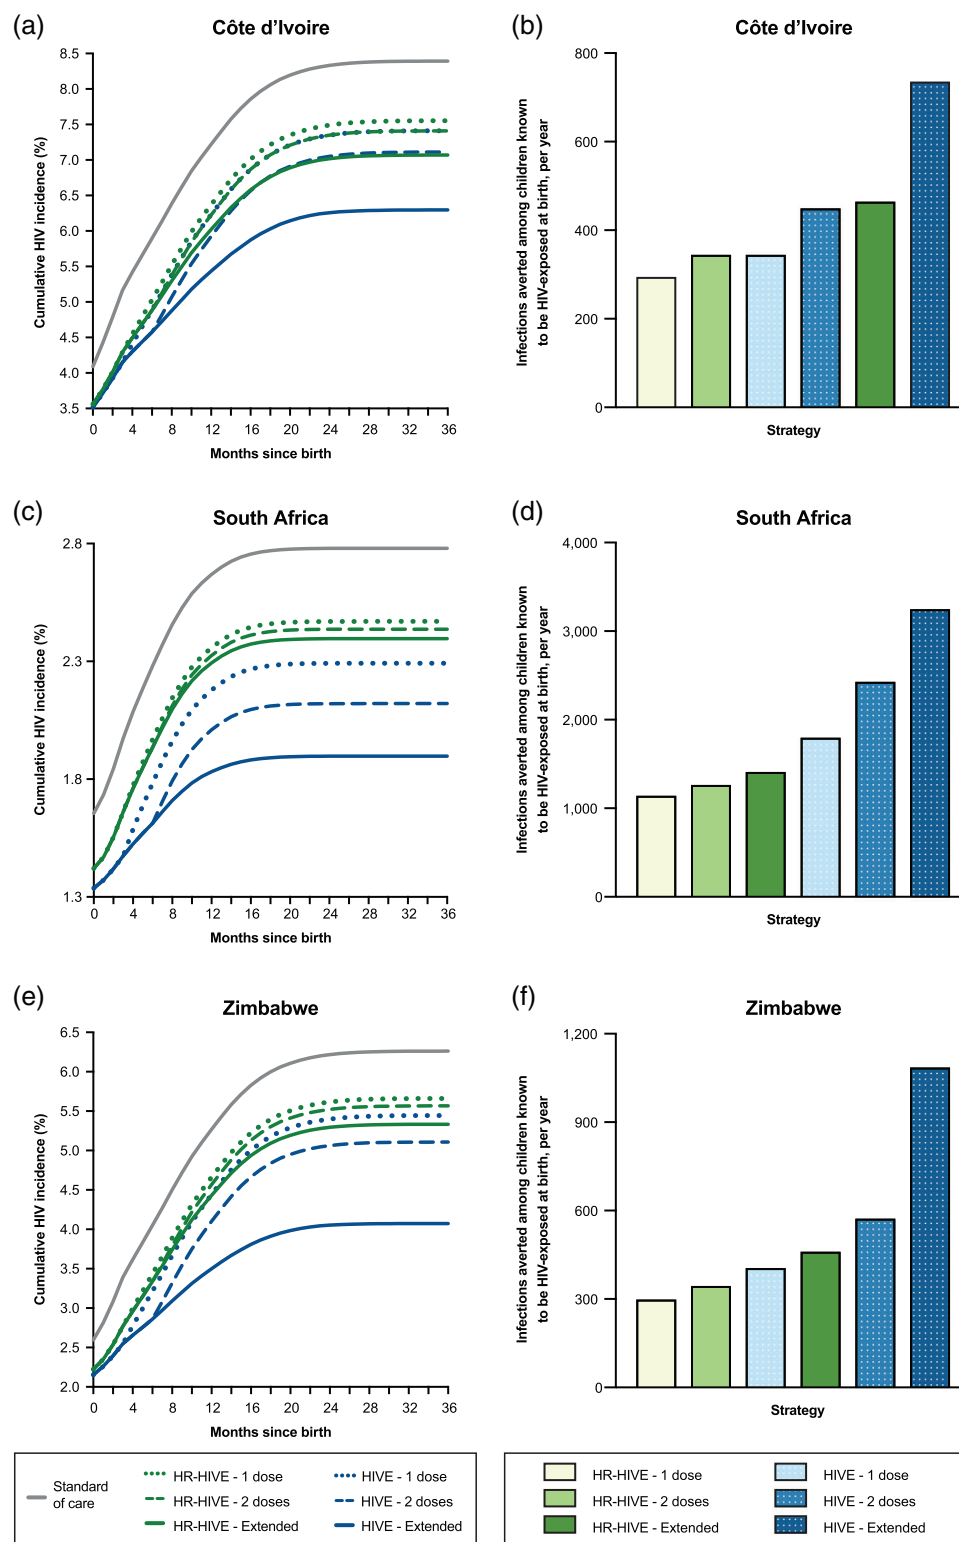 (a)
Côte d'Ivoire
Cumulative HIV incidence (%)
8.5
8.0
7.5
7.0
6.5
6.0
5.5
5.0
4.5
4.0
3.5
0 4 8 12 16 20 24 28 32 36
Months since birth
(b)
Côte d'Ivoire
Infections averted among children known
to be HIV-exposed at birth, per year
800
600
400
200
0
Strategy
(c)
South Africa
Cumulative HIV incidence (%)
2.8
2.3
1.8
1.3
0 4 8 12 16 20 24 28 32 36
Months since birth
(d)
South Africa
Infections averted among children known
to be HIV-exposed at birth, per year
4,000
3,000
2,000
1,000
0
Strategy
(e)
Zimbabwe
Cumulative HIV incidence (%)
6.5
6.0
5.5
5.0
4.5
4.0
3.5
3.0
2.5
2.0
0 4 8 12 16 20 24 28 32 36
Months since birth
(f)
Zimbabwe
Infections averted among children known
to be HIV-exposed at birth, per year
1,200
900
600
300
0
Strategy
Standard
of care
HR-HIVE - 1 dose
HR-HIVE - 2 doses
HR-HIVE - Extended
HIVE - 1 dose
HIVE - 2 doses
HIVE - Extended
HR-HIVE - 1 dose
HR-HIVE - 2 doses
HR-HIVE - Extended
HIVE - 1 dose
HIVE - 2 doses
HIVE - Extended